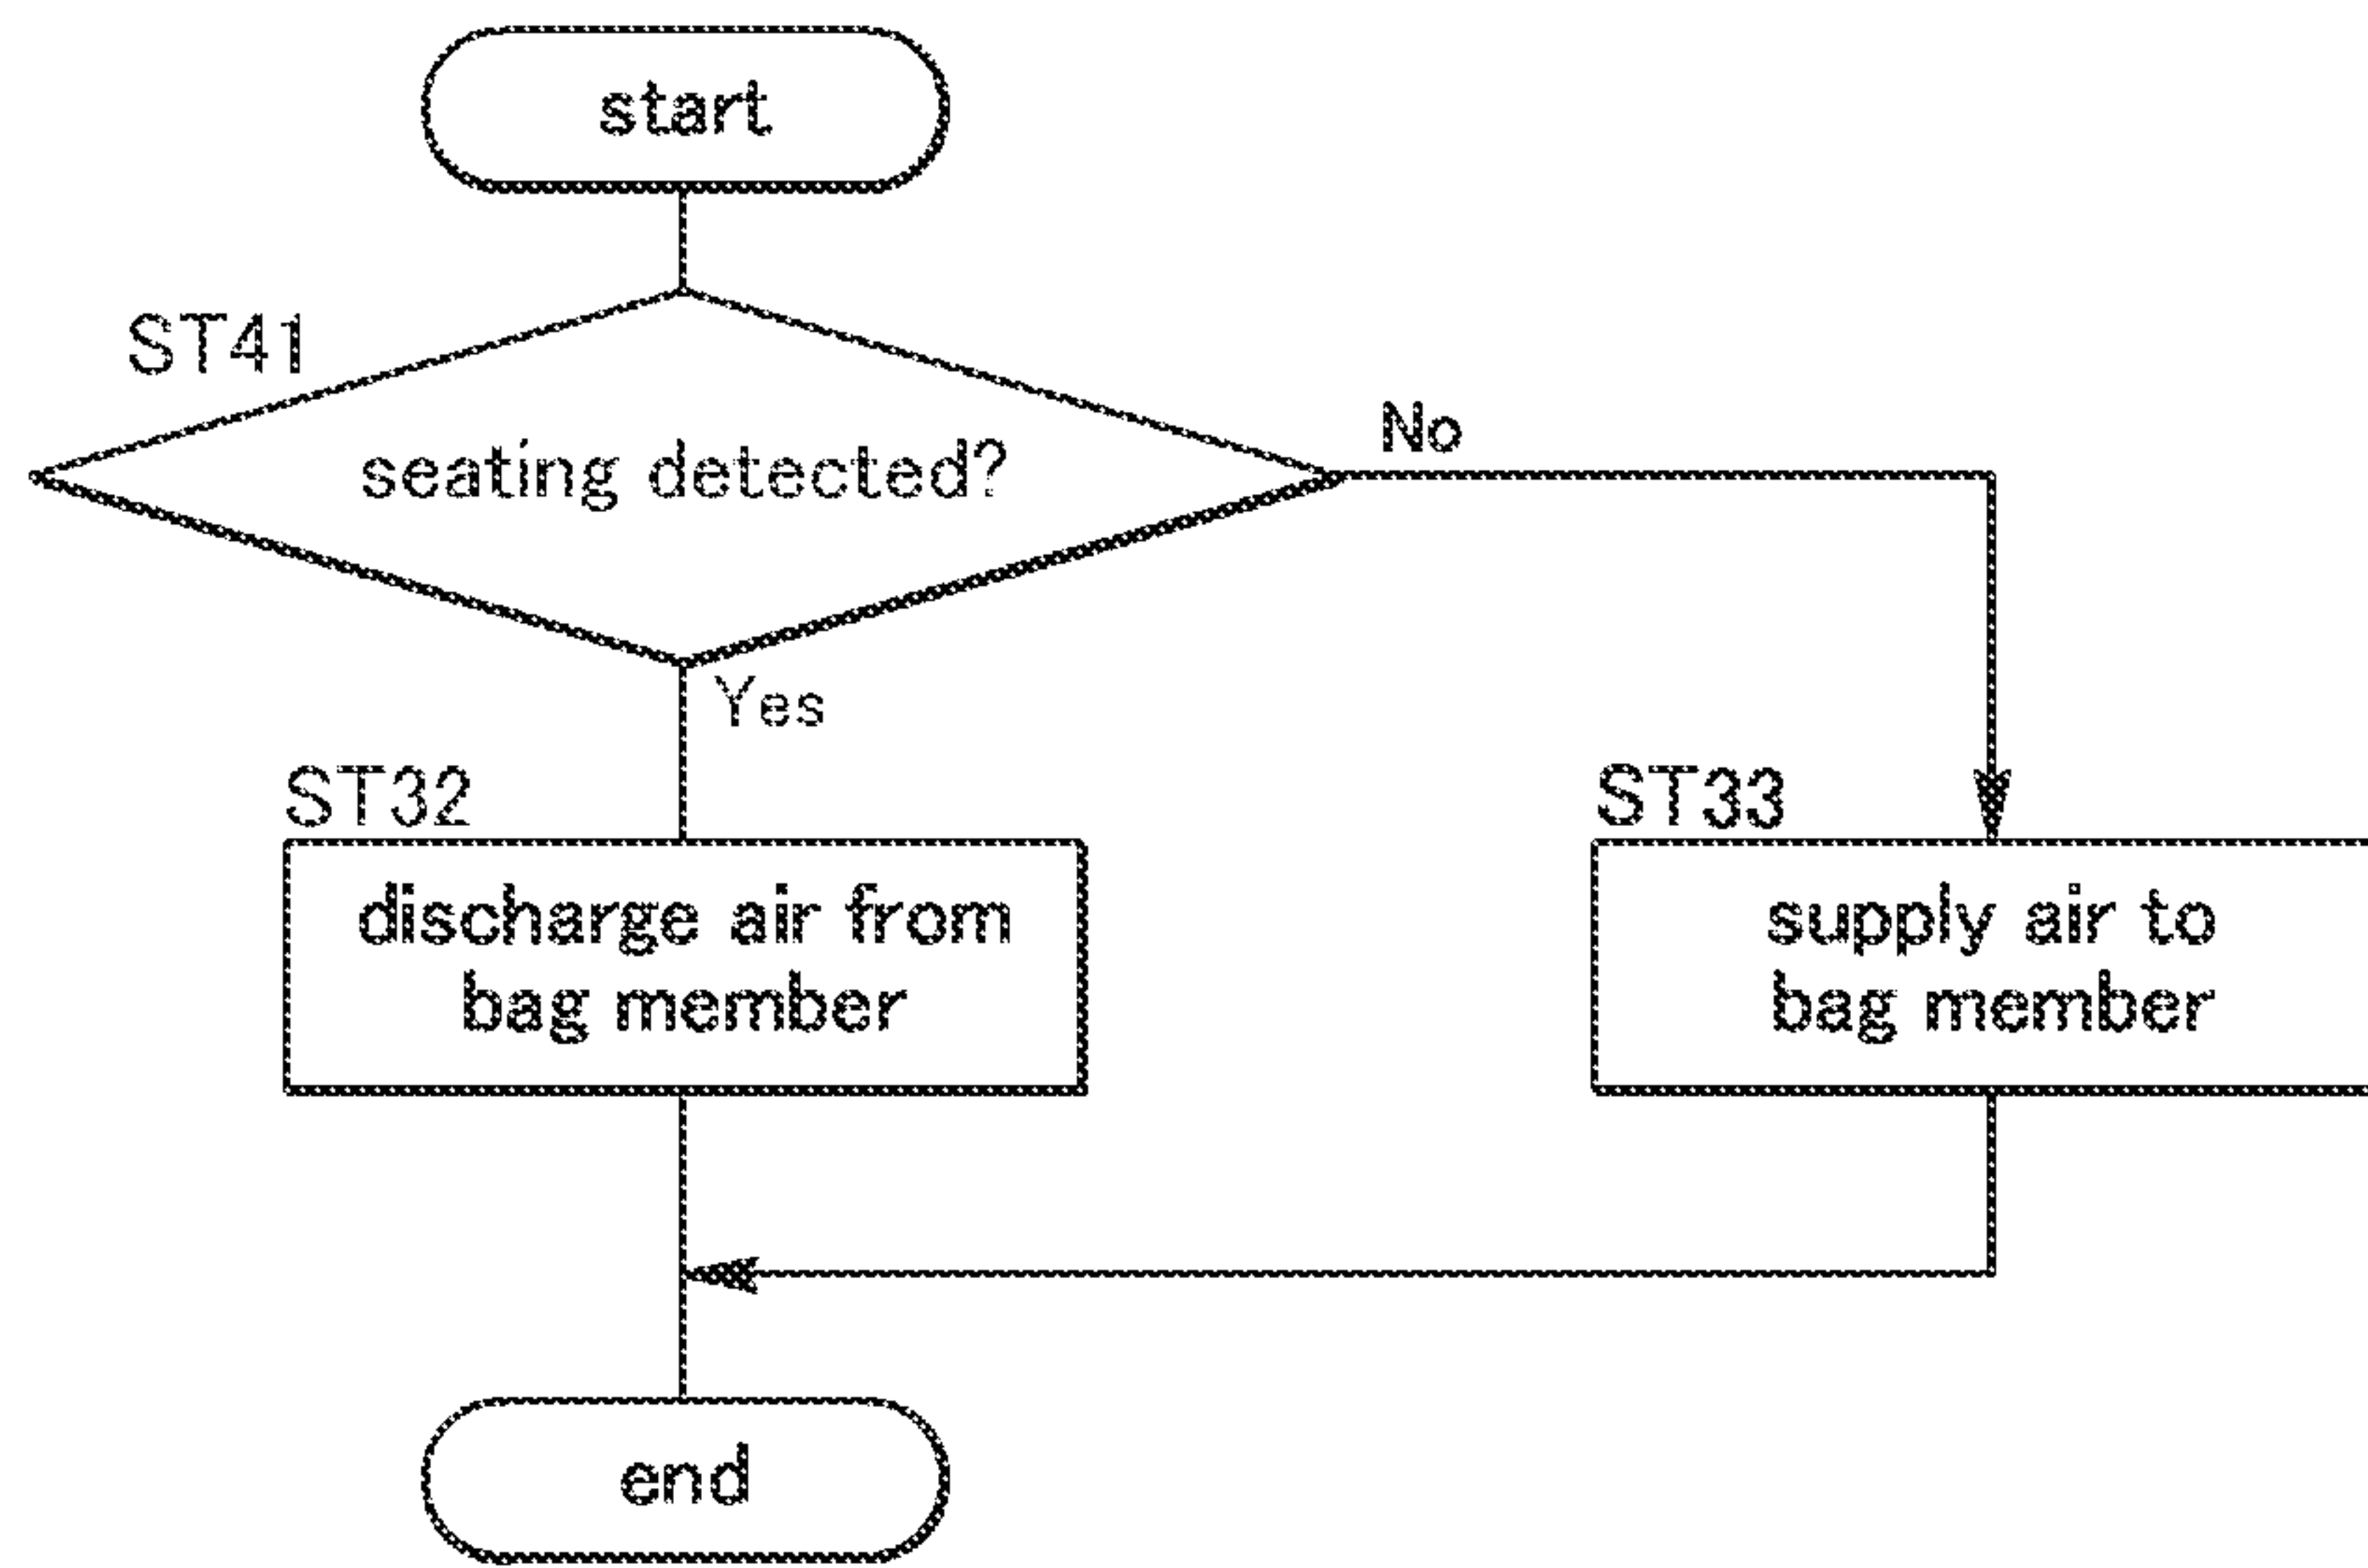 start
ST41
seating detected?
No
Yes
ST32
discharge air from
bag member
ST33
supply air to
bag member
end